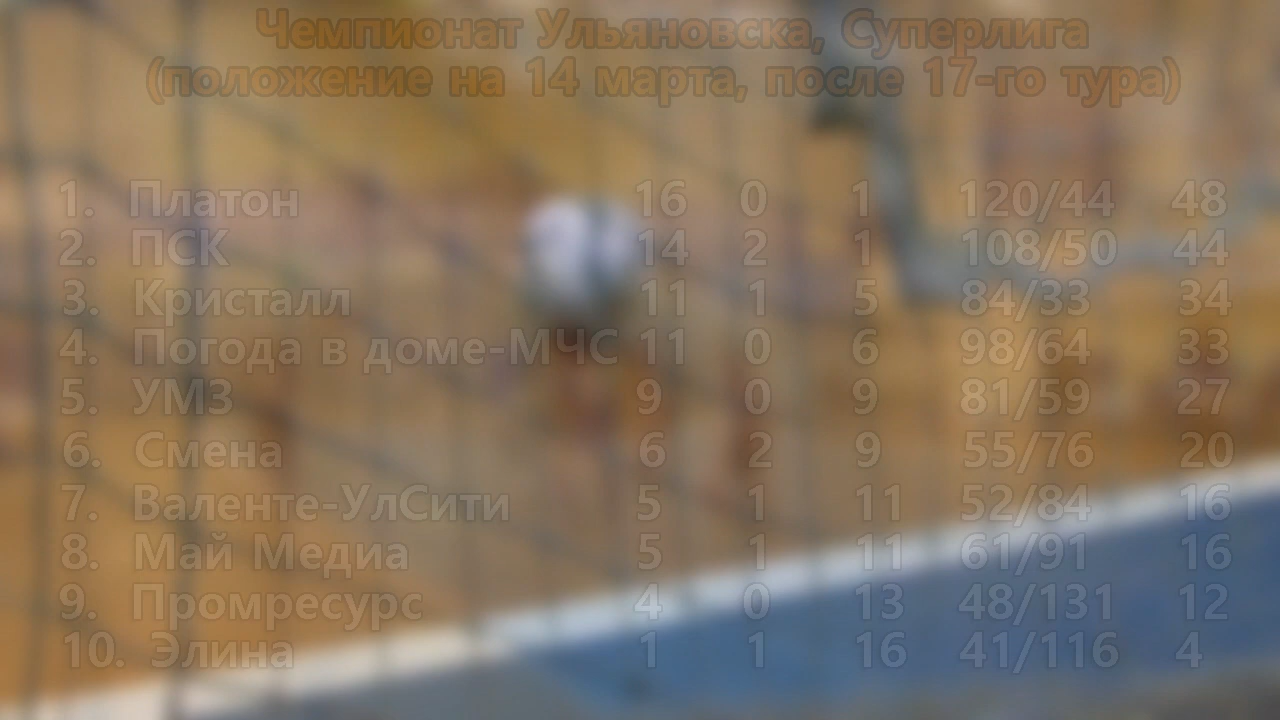 Чемпионат Ульяновска, Суперлига
(положение на 14 марта, после 17-го тура)
1. Платон 16 0 1 120/44 48
2. ПСК 14 2 1 108/50 44
3. Кристалл 11 1 5 84/33 34
4. Погода в доме-МЧС 11 0 6 98/64 33
5. УМЗ 9 0 9 81/59 27
6. Смена 6 2 9 55/76 20
7. Валенте-УлСити 5 1 11 52/84 16
8. Май Медиа 5 1 11 61/91 16
9. Промресурс 4 0 13 48/131 12
10. Элина 1 1 16 41/116 4